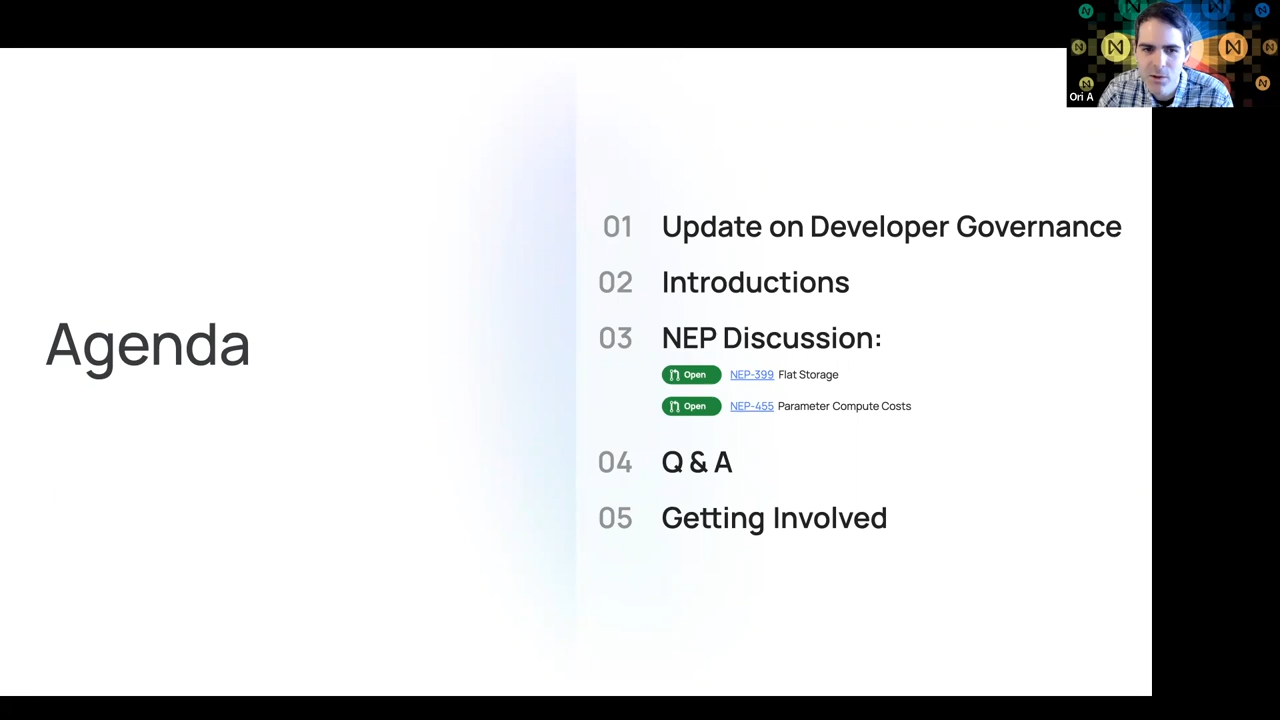 Ori A
Agenda
01 Update on Developer Governance
02 Introductions
03 NEP Discussion:
Open NEP-399 Flat Storage
Open NEP-455 Parameter Compute Costs
04 Q & A
05 Getting Involved